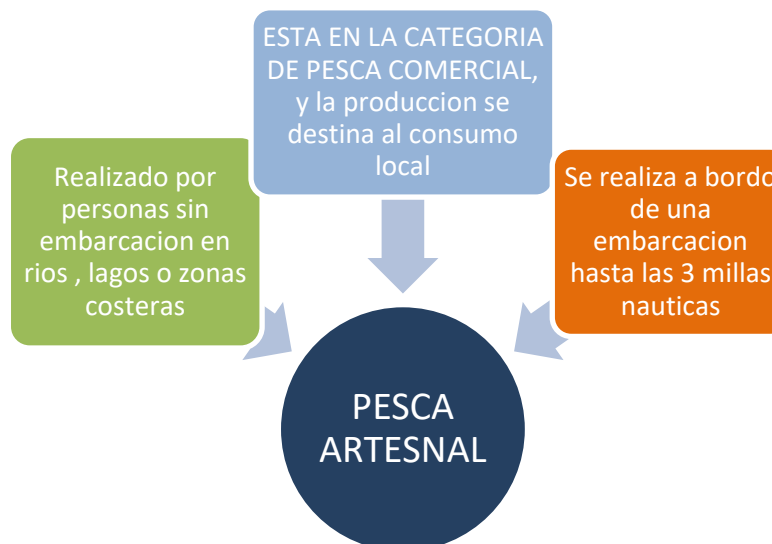 ESTA EN LA CATEGORIA
DE PESCA COMERCIAL,
y la produccion se
destina al consumo
local
Realizado por
personas sin
embarcacion en
rios , lagos o zonas
costeras
Se realiza a bordo
de una
embarcacion
hasta las 3 millas
nauticas
PESCA
ARTESNAL